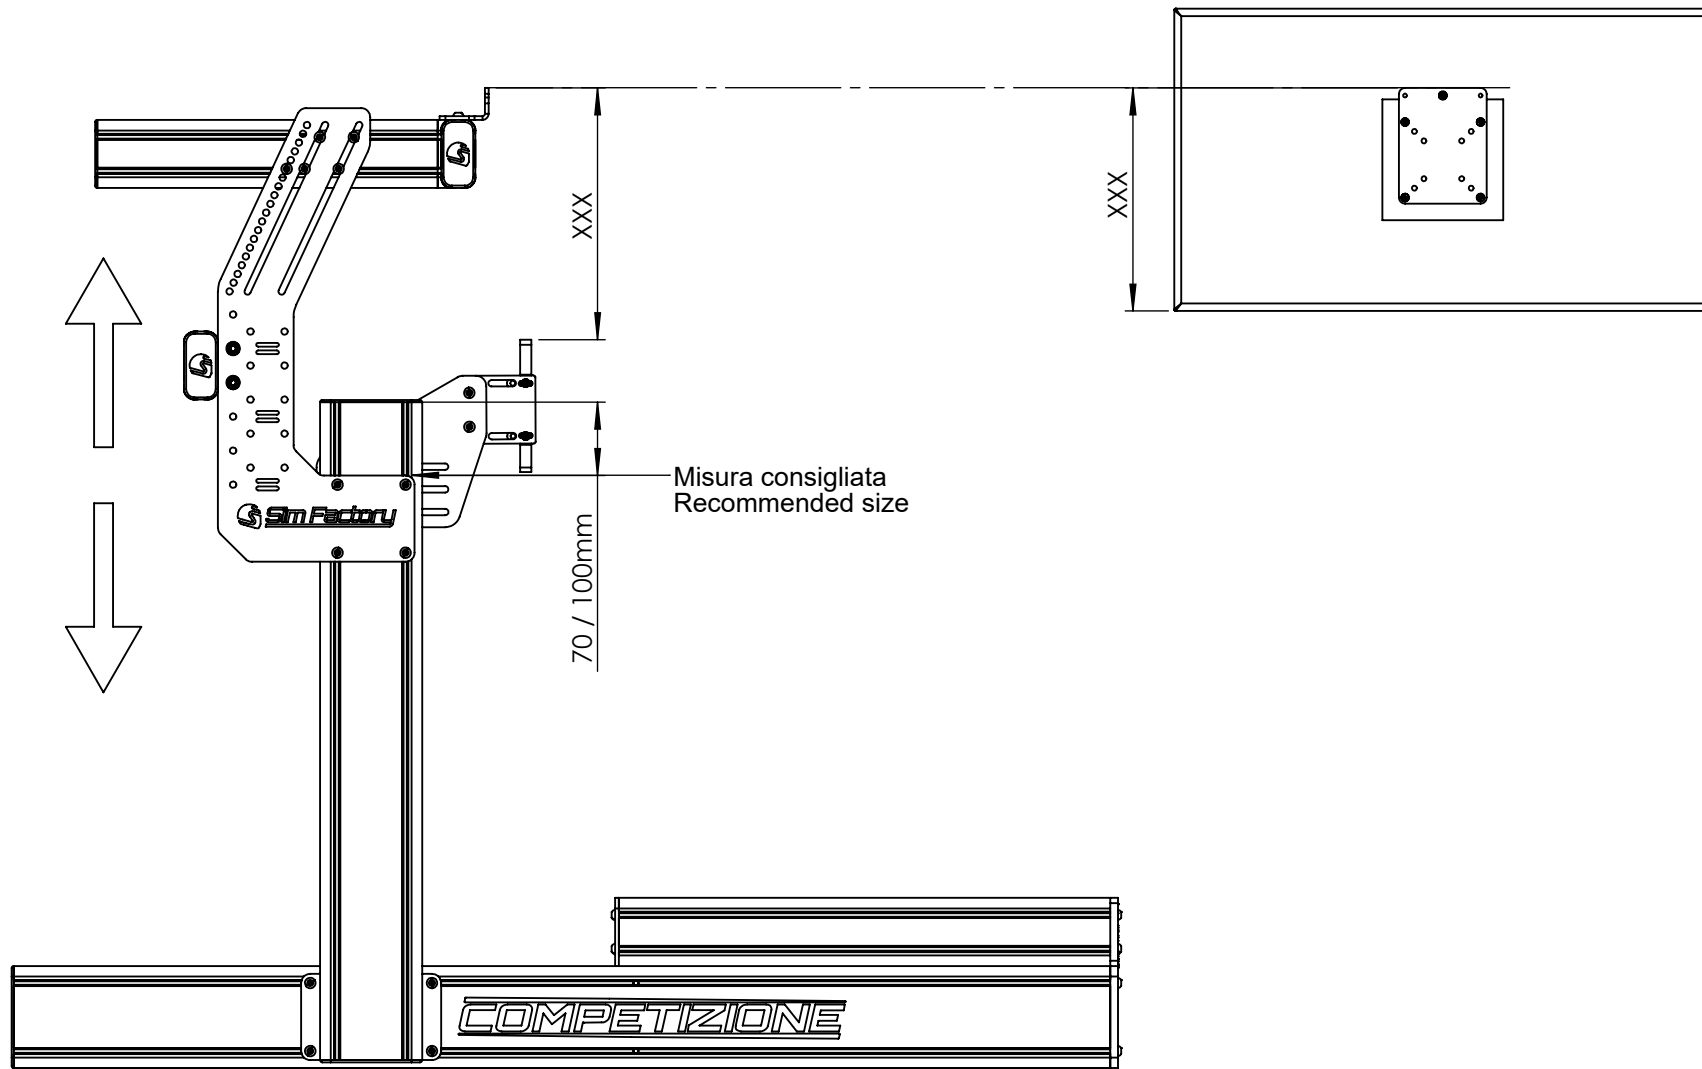 XXX
XXX
Misura consigliata
Recommended size
Sim Factory
70 / 100mm
COMPETIZIONE